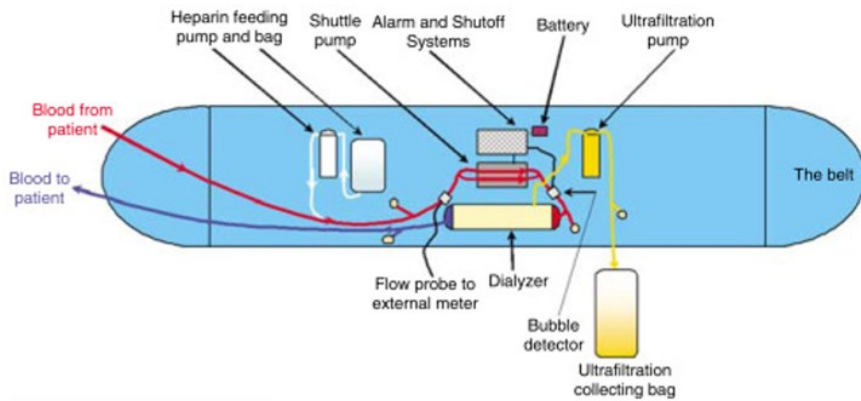 Heparin feeding
pump and bag
Shuttle
pump
Alarm and Shutoff
Systems
Battery
Ultrafiltration
pump
Blood from
patient
Blood to
patient
The belt
Flow probe to
external meter
Dialyzer
Bubble
detector
Ultrafiltration
collecting bag